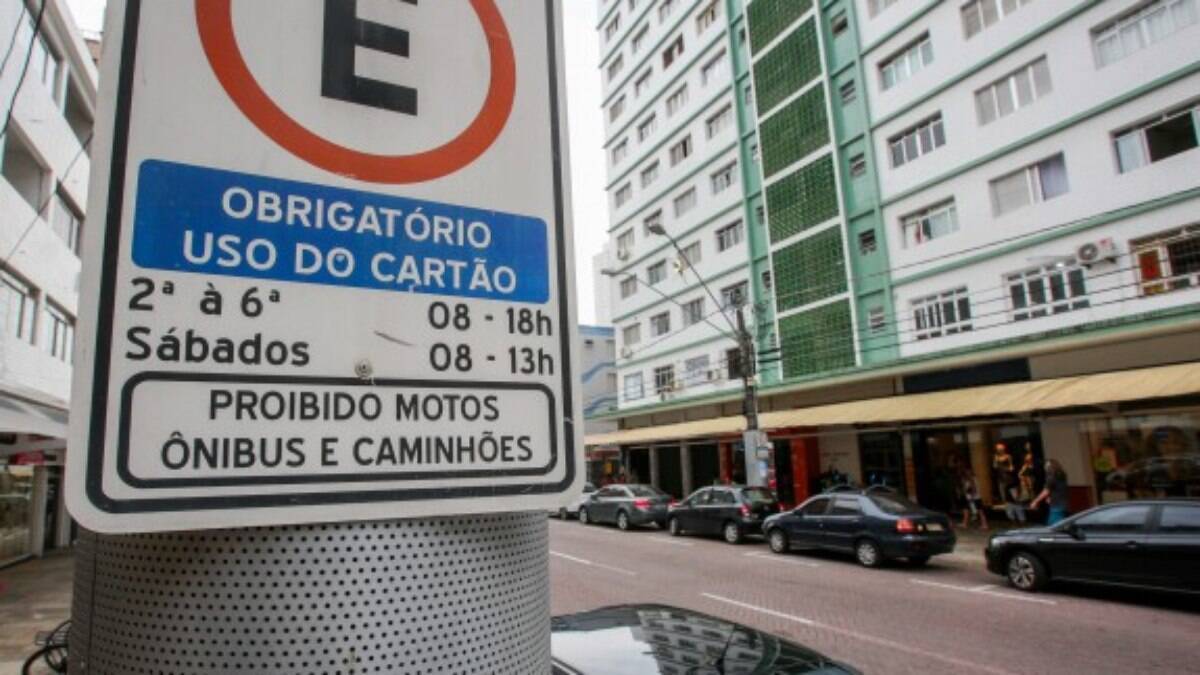 E
OBRIGATÓRIO
USO DO CARTÃO
2ª à 6ª 08 - 18h
Sábados 08 - 13h
PROIBIDO MOTOS
ÔNIBUS E CAMINHÕES